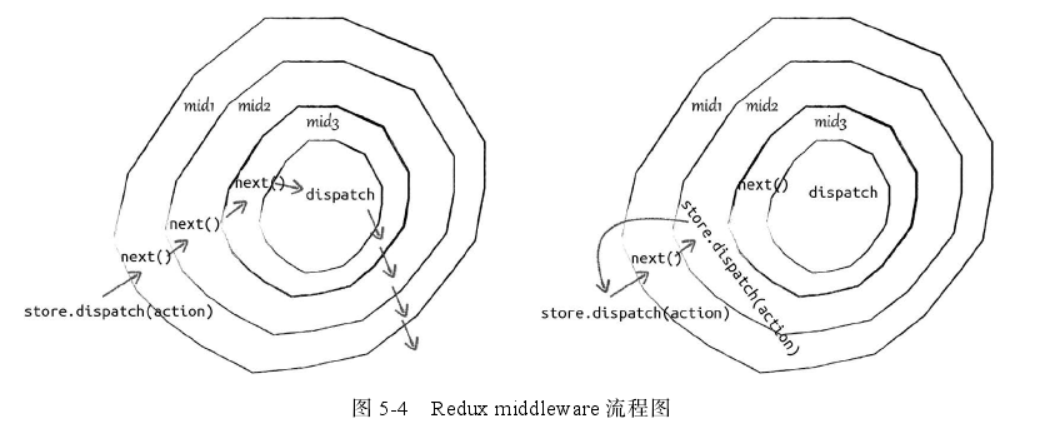 mid1
mid2
mid3
next()
dispatch
next()
next()
store.dispatch(action)
mid1
mid2
mid3
next()
dispatch
store.dispatch(action)
next()
store.dispatch(action)
图 5-4 Redux middleware 流程图